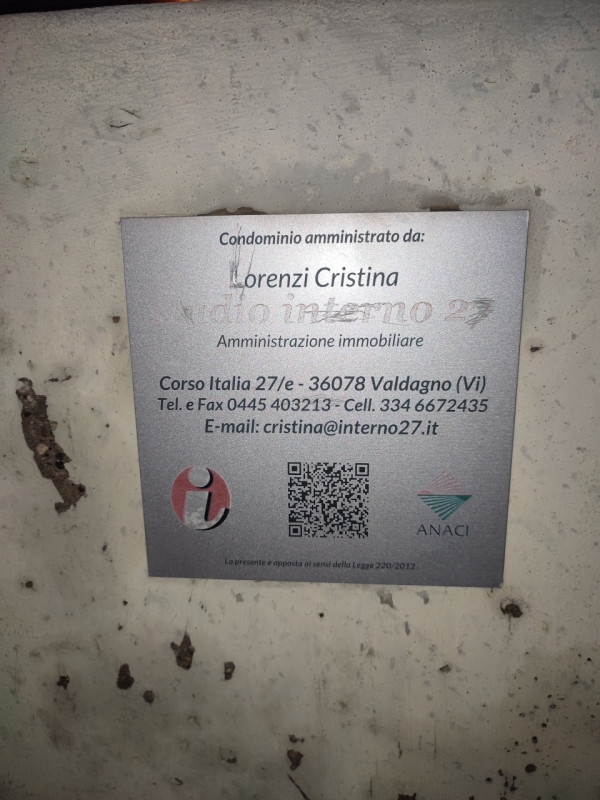 Condominio amministrato da:
Lorenzi Cristina
studio interno 27
Amministrazione immobiliare
Corso Italia 27/e - 36078 Valdagno (Vi)
Tel. e Fax 0445 403213 - Cell. 334 6672435
E-mail: cristina@interno27.it
i
ANACI
La presente è apposta ai sensi della Legge 220/2012